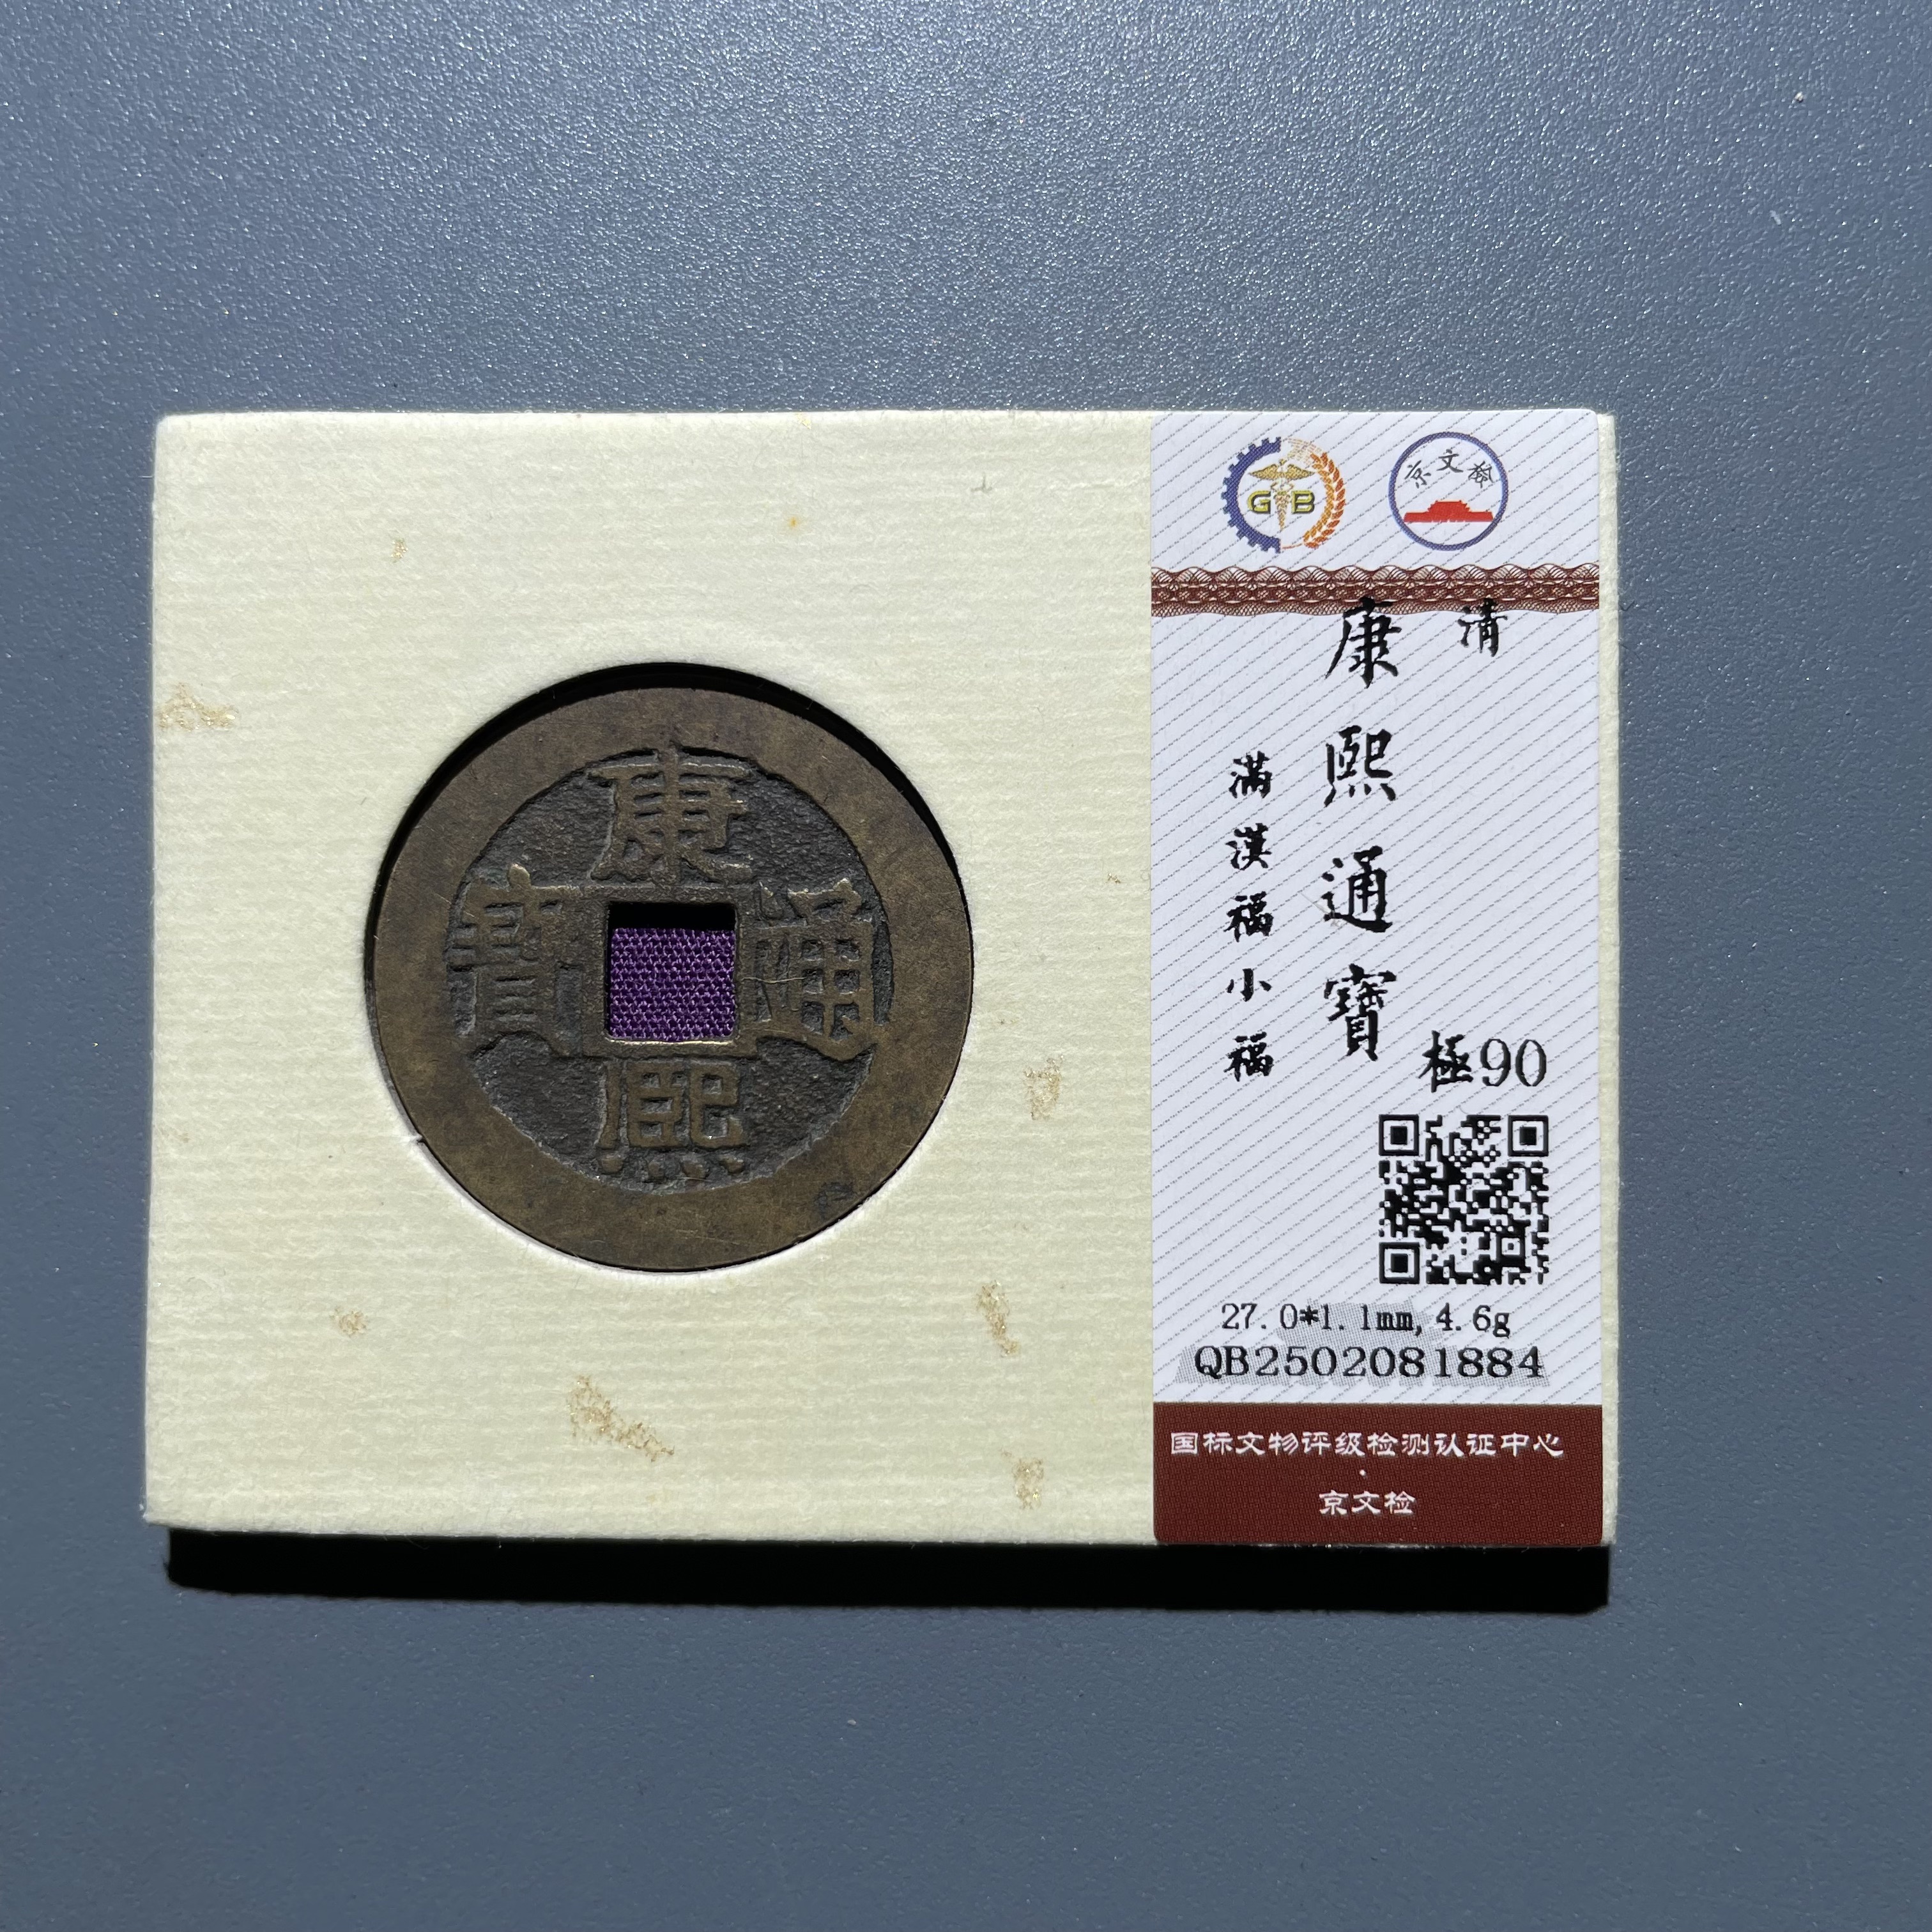 康熙通寶
GB
京文檢
清
康熙通寶
滿漢福小福
極90
27.0*1.1mm,4.6g
QB2502081884
国标文物评级检测认证中心
·
京文检